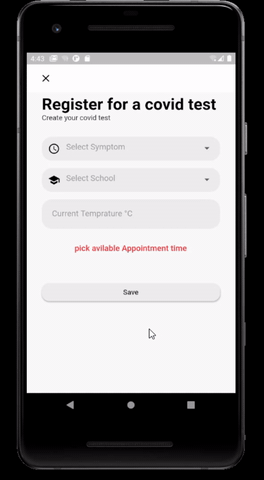 4:43
Register for a covid test
Create your covid test
Select Symptom
Select School
Current Temprature °C
pick avilable Appointment time
Save